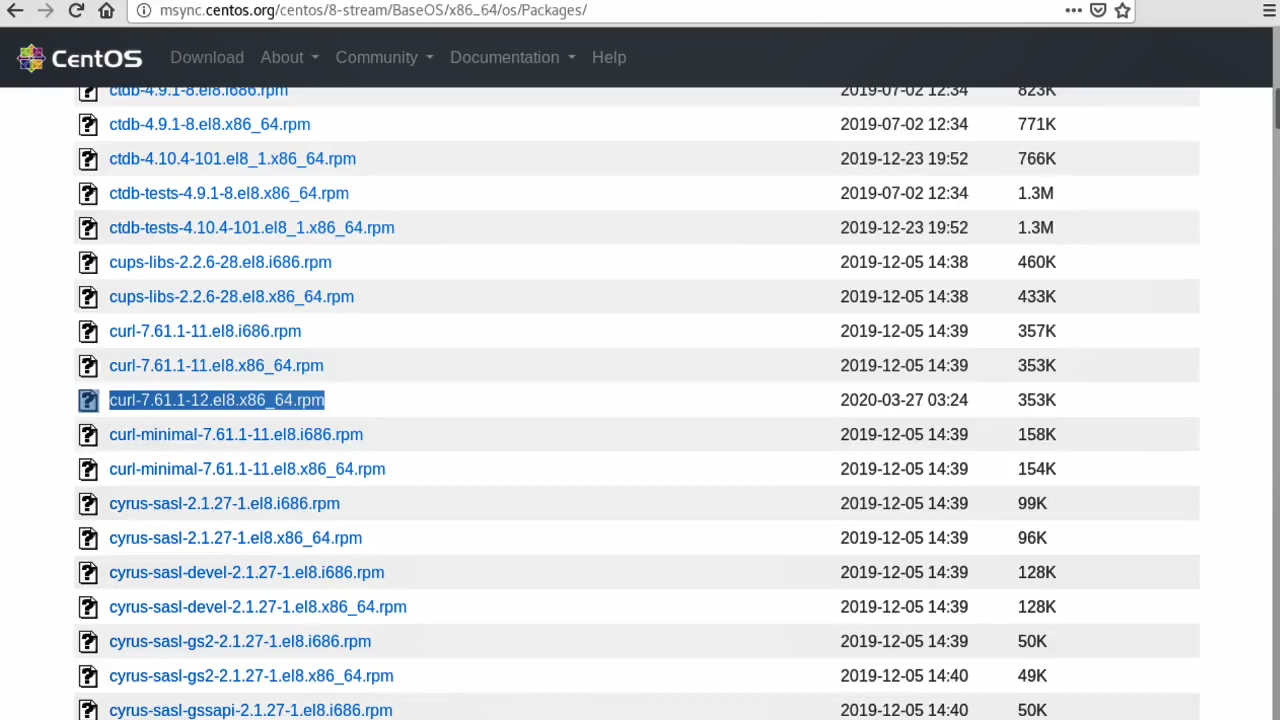 msync.centos.org/centos/8-stream/BaseOS/x86_64/os/Packages/
CentOS Download About Community Documentation Help
ctdb-4.9.1-8.el8.i686.rpm 2019-07-02 12:34 823K
ctdb-4.9.1-8.el8.x86_64.rpm 2019-07-02 12:34 771K
ctdb-4.10.4-101.el8_1.x86_64.rpm 2019-12-23 19:52 766K
ctdb-tests-4.9.1-8.el8.x86_64.rpm 2019-07-02 12:34 1.3M
ctdb-tests-4.10.4-101.el8_1.x86_64.rpm 2019-12-23 19:52 1.3M
cups-libs-2.2.6-28.el8.i686.rpm 2019-12-05 14:38 460K
cups-libs-2.2.6-28.el8.x86_64.rpm 2019-12-05 14:38 433K
curl-7.61.1-11.el8.i686.rpm 2019-12-05 14:39 357K
curl-7.61.1-11.el8.x86_64.rpm 2019-12-05 14:39 353K
curl-7.61.1-12.el8.x86_64.rpm 2020-03-27 03:24 353K
curl-minimal-7.61.1-11.el8.i686.rpm 2019-12-05 14:39 158K
curl-minimal-7.61.1-11.el8.x86_64.rpm 2019-12-05 14:39 154K
cyrus-sasl-2.1.27-1.el8.i686.rpm 2019-12-05 14:39 99K
cyrus-sasl-2.1.27-1.el8.x86_64.rpm 2019-12-05 14:39 96K
cyrus-sasl-devel-2.1.27-1.el8.i686.rpm 2019-12-05 14:39 128K
cyrus-sasl-devel-2.1.27-1.el8.x86_64.rpm 2019-12-05 14:39 128K
cyrus-sasl-gs2-2.1.27-1.el8.i686.rpm 2019-12-05 14:39 50K
cyrus-sasl-gs2-2.1.27-1.el8.x86_64.rpm 2019-12-05 14:40 49K
cyrus-sasl-gssapi-2.1.27-1.el8.i686.rpm 2019-12-05 14:40 50K